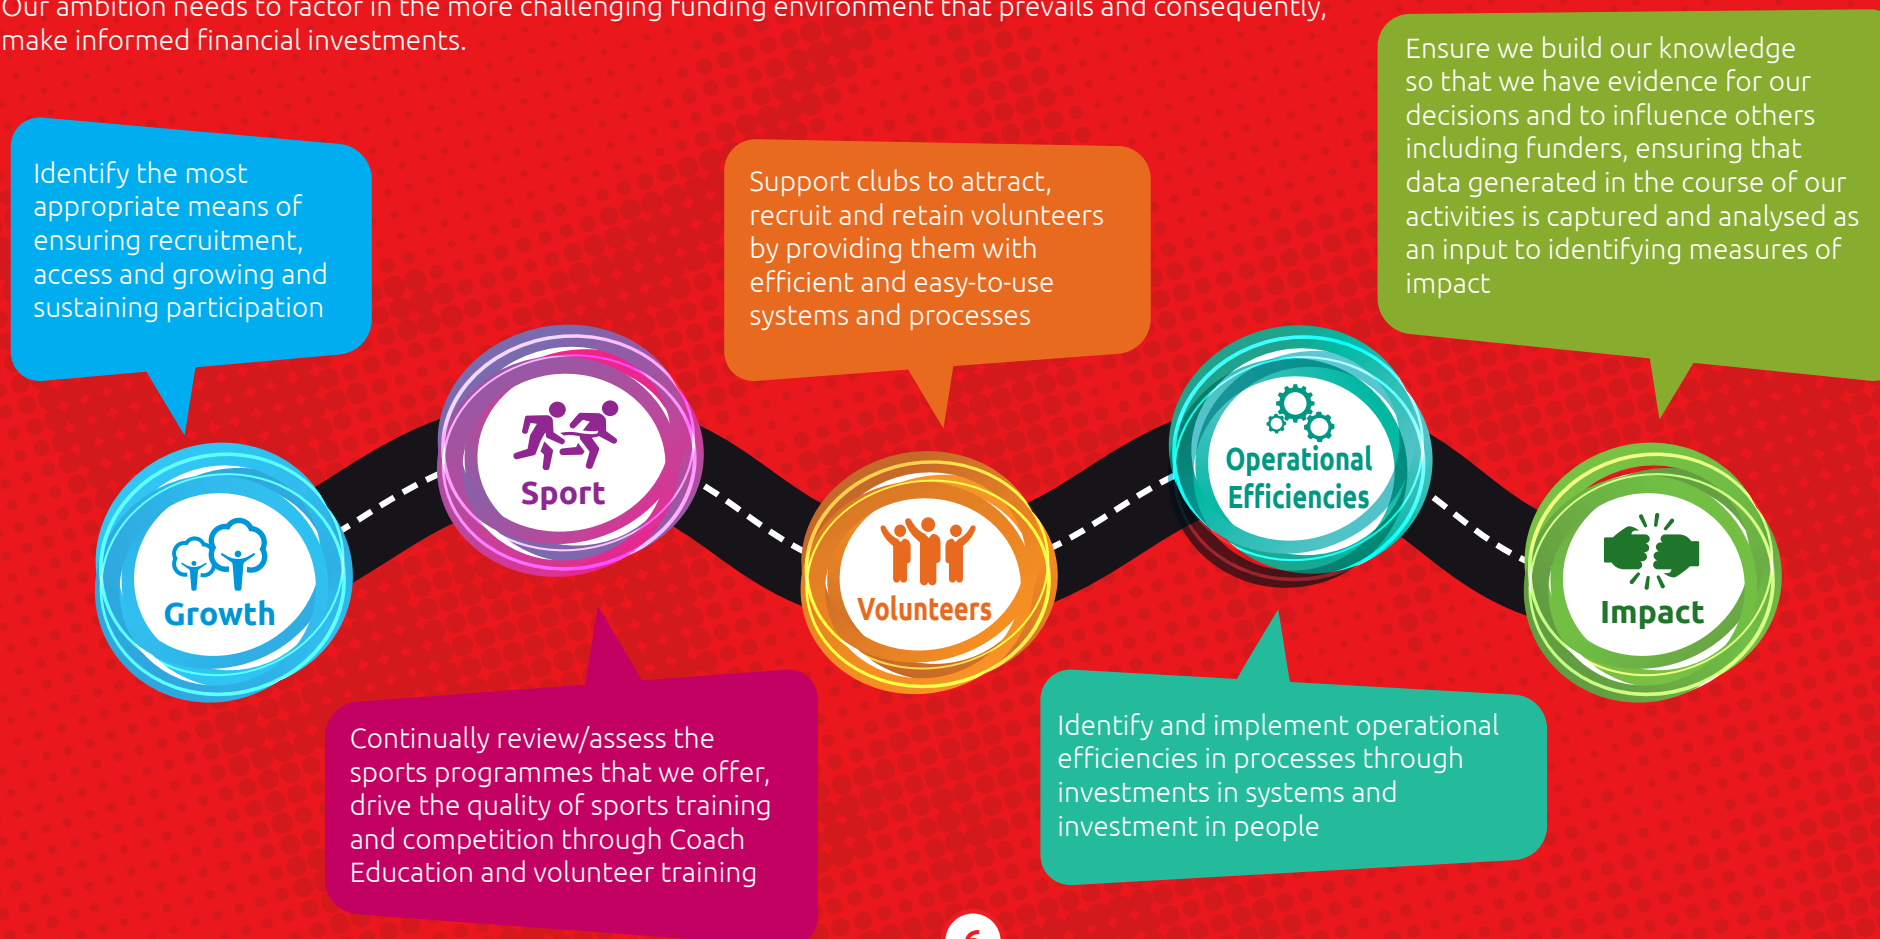 Our ambition needs to factor in the more challenging funding environment that prevails and consequently,
make informed financial investments.
Identify the most
appropriate means of
ensuring recruitment,
access and growing and
sustaining participation
Growth
Sport
Continually review/assess the
sports programmes that we offer,
drive the quality of sports training
and competition through Coach
Education and volunteer training
Support clubs to attract,
recruit and retain volunteers
by providing them with
efficient and easy-to-use
systems and processes
Volunteers
Operational
Efficiencies
Identify and implement operational
efficiencies in processes through
investments in systems and
investment in people
Ensure we build our knowledge
so that we have evidence for our
decisions and to influence others
including funders, ensuring that
data generated in the course of our
activities is captured and analysed as
an input to identifying measures of
impact
Impact